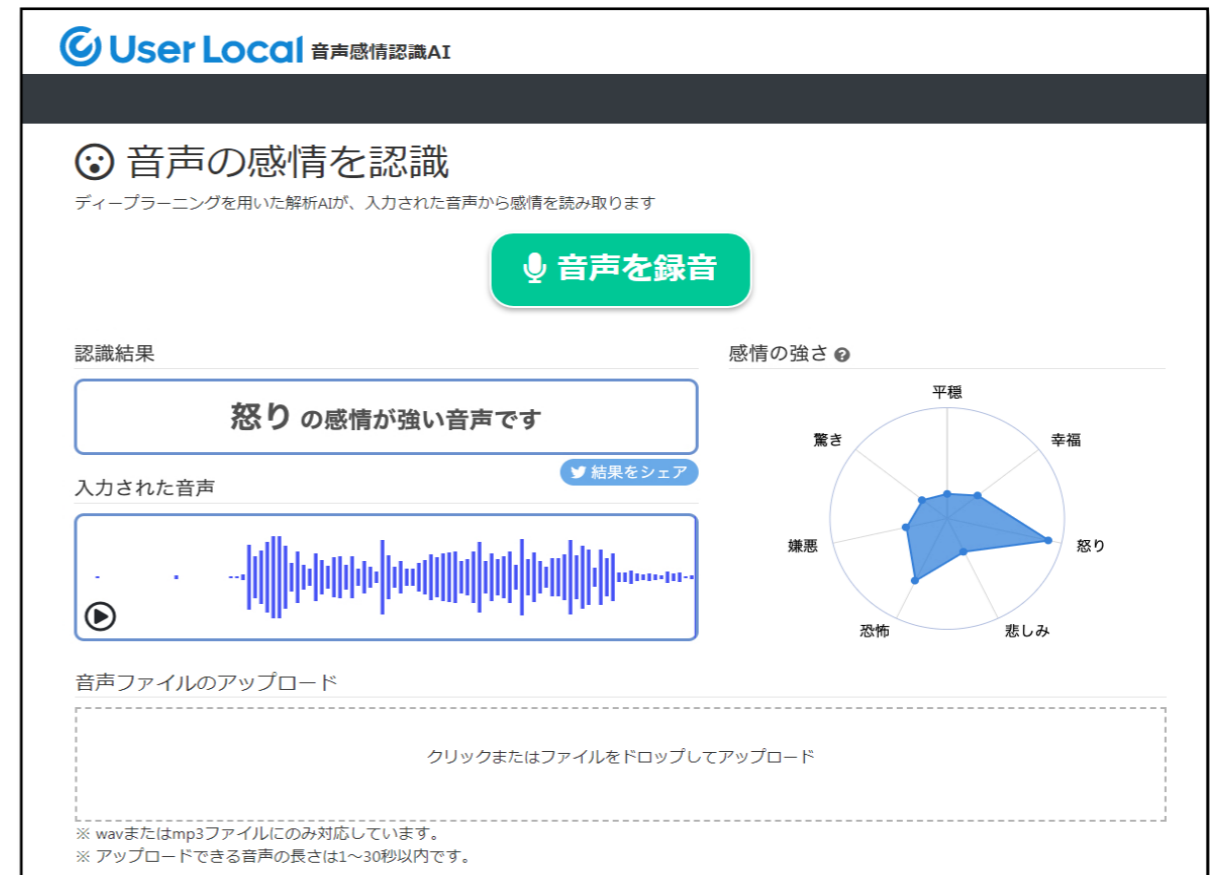 User Local 音声感情認識AI
音声の感情を認識
ディープラーニングを用いた解析AIが、入力された音声から感情を読み取ります
音声を録音
認識結果
怒り の感情が強い音声です
結果をシェア
入力された音声
感情の強さ ?
平穏
幸福
怒り
悲しみ
恐怖
嫌悪
驚き
音声ファイルのアップロード
クリックまたはファイルをドロップしてアップロード
※ wavまたはmp3ファイルにのみ対応しています。
※ アップロードできる音声の長さは1〜30秒以内です。